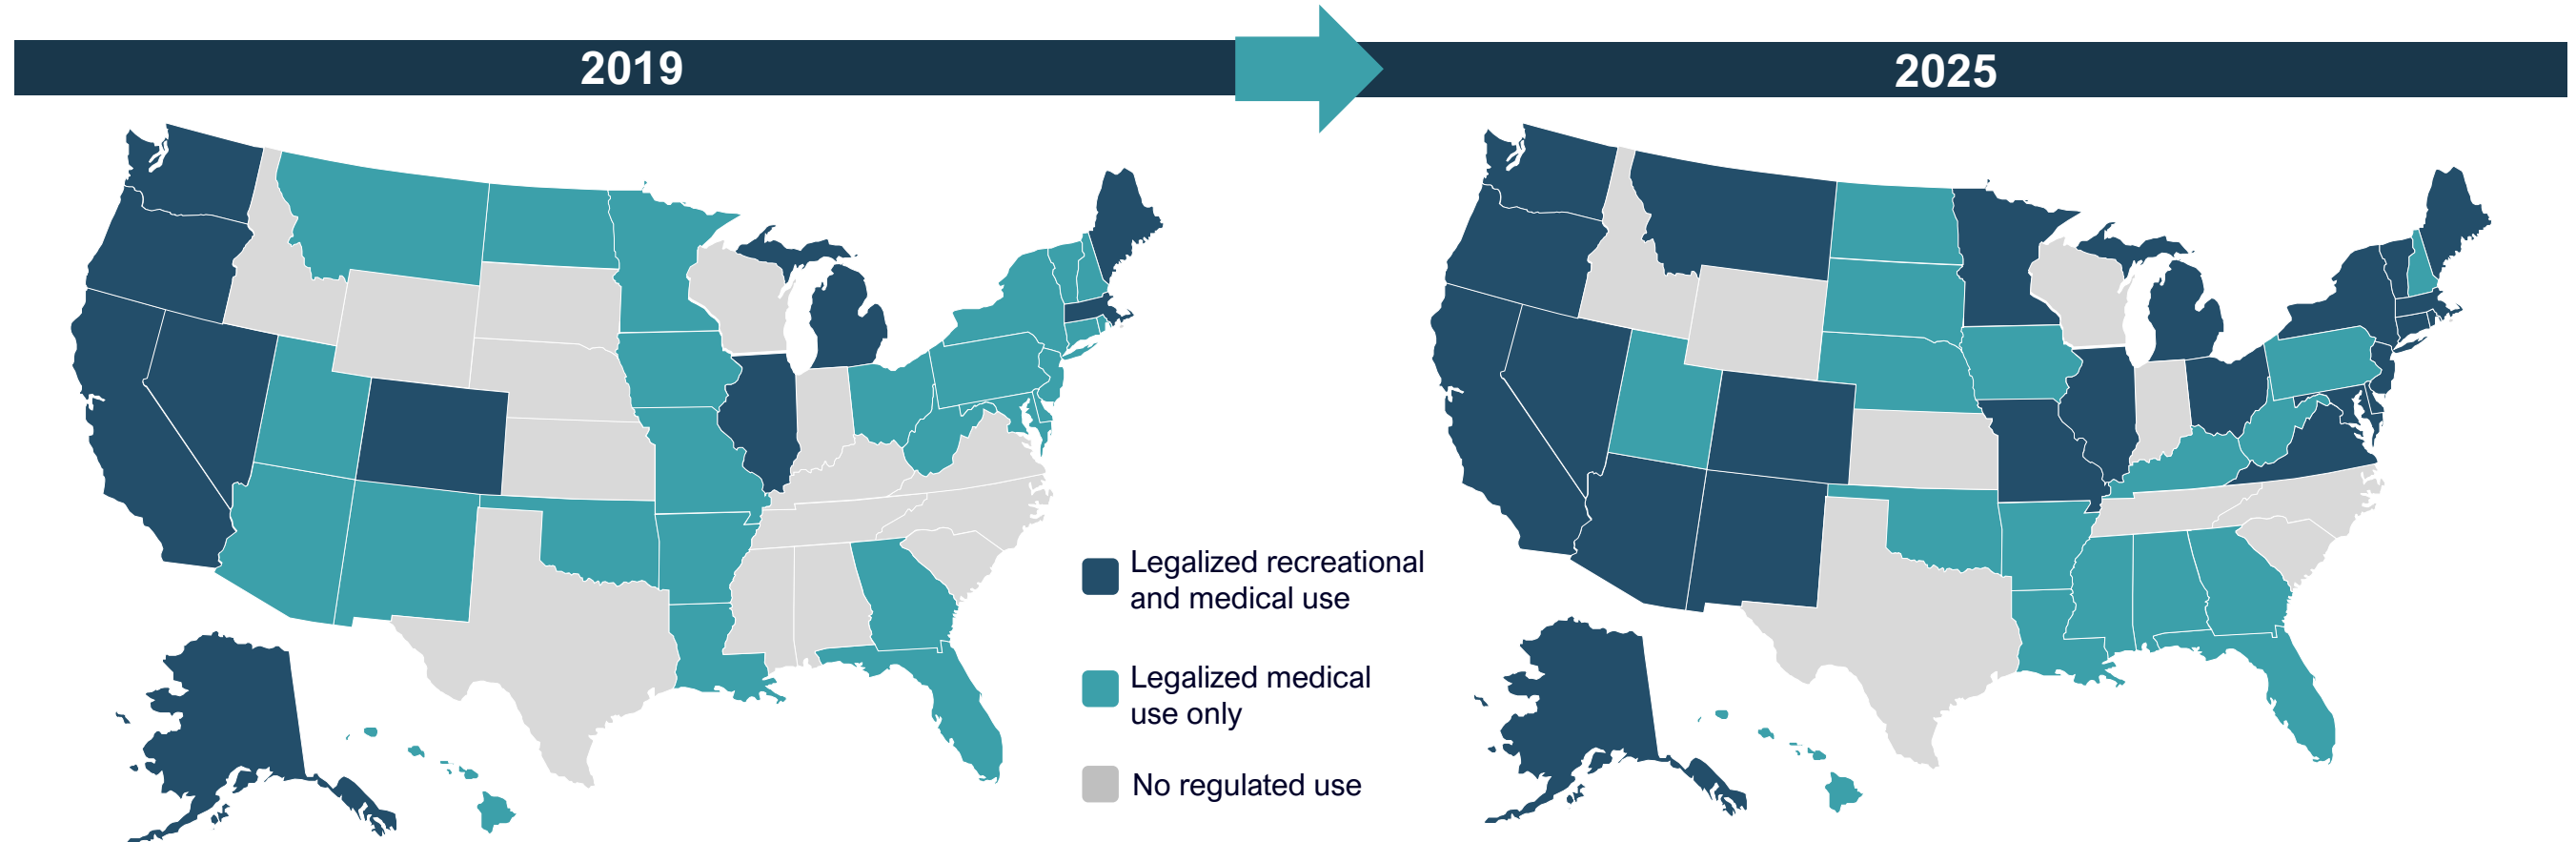 2019
2025
Legalized recreational
and medical use
Legalized medical
use only
No regulated use